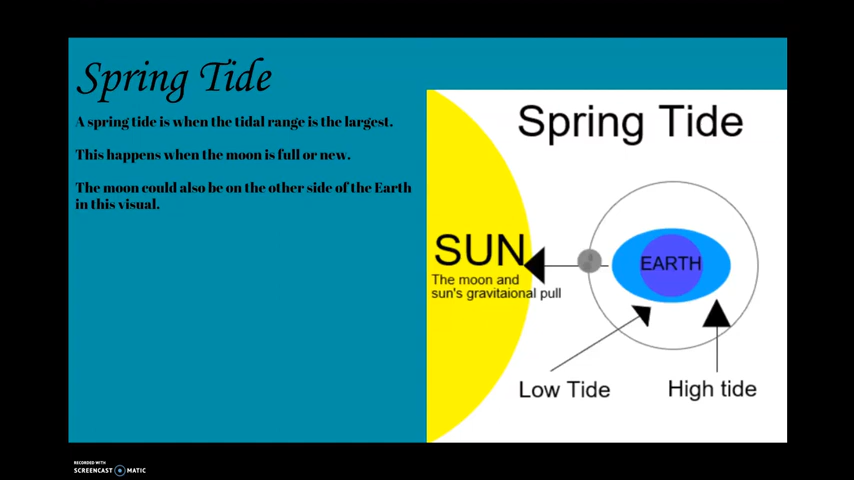 Spring Tide
A spring tide is when the tidal range is the largest.
This happens when the moon is full or new.
The moon could also be on the other side of the Earth
in this visual.
Spring Tide
SUN
The moon and
sun's gravitaional pull
EARTH
Low Tide
High tide
RECORDED WITH
SCREENCAST MATIC